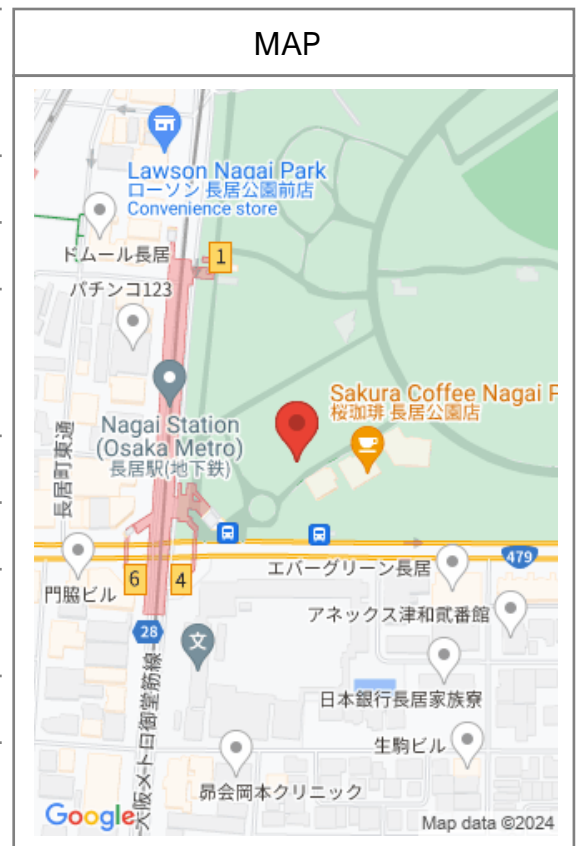 MAP
Lawson Nagai Park
ローソン 長居公園前店
Convenience store
ドムール長居
1
パチンコ123
Sakura Coffee Nagai P
桜珈琲 長居公園店
Nagai Station
(Osaka Metro)
長居駅(地下鉄)
長居町東通
479
エバーグリーン長居
6
4
門脇ビル
アネックス津和貮番館
28
文
日本銀行長居家族寮
大阪メトロ御堂筋線
生駒ビル
昴会岡本クリニック
Google
Map data ©2024